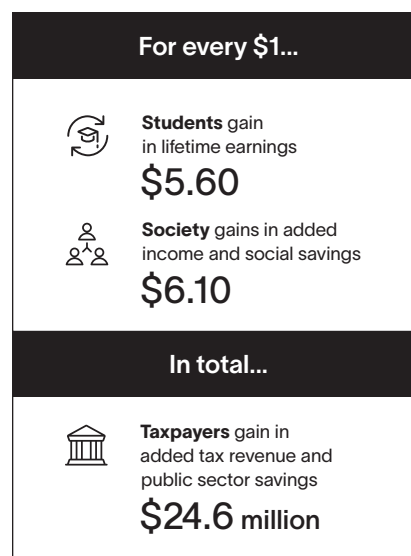 For every $1...
Students gain
in lifetime earnings
$5.60
Society gains in added
income and social savings
$6.10
In total...
Taxpayers gain in
added tax revenue and
public sector savings
$24.6 million